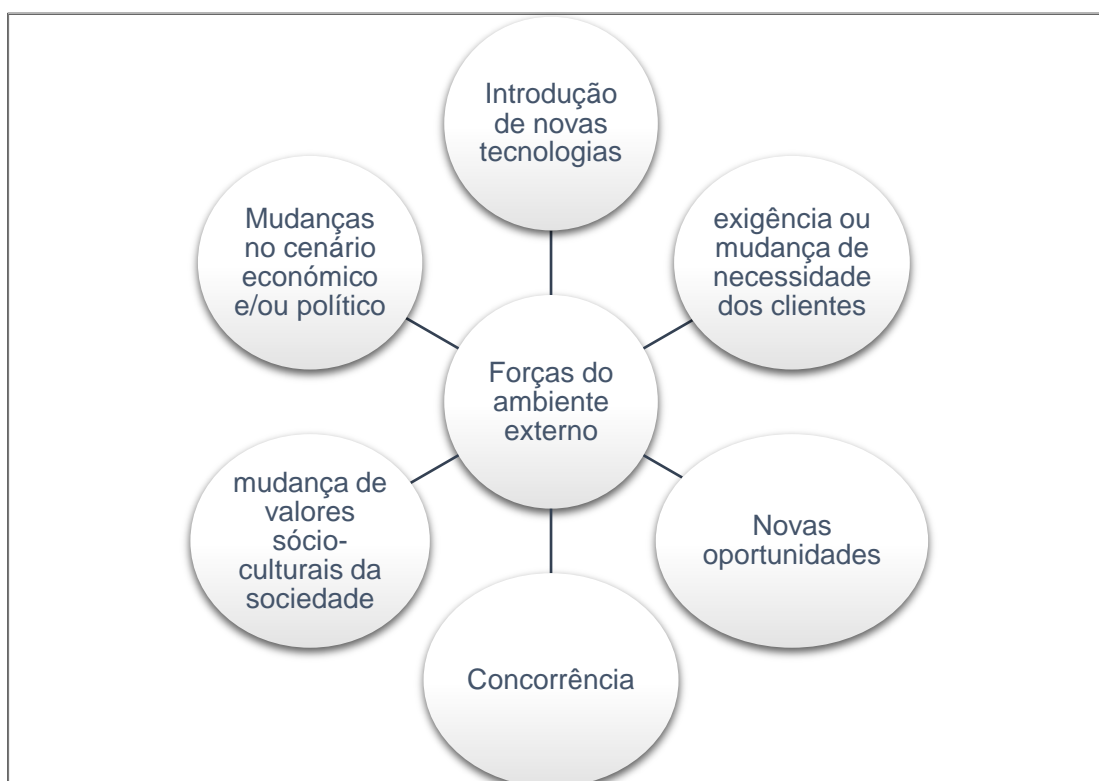 Introdução
de novas
tecnologias
exigência ou
mudança de
necessidade
dos clientes
Novas
oportunidades
Concorrência
mudança de
valores
sócio-
culturais da
sociedade
Mudanças
no cenário
económico
e/ou político
Forças do
ambiente
externo